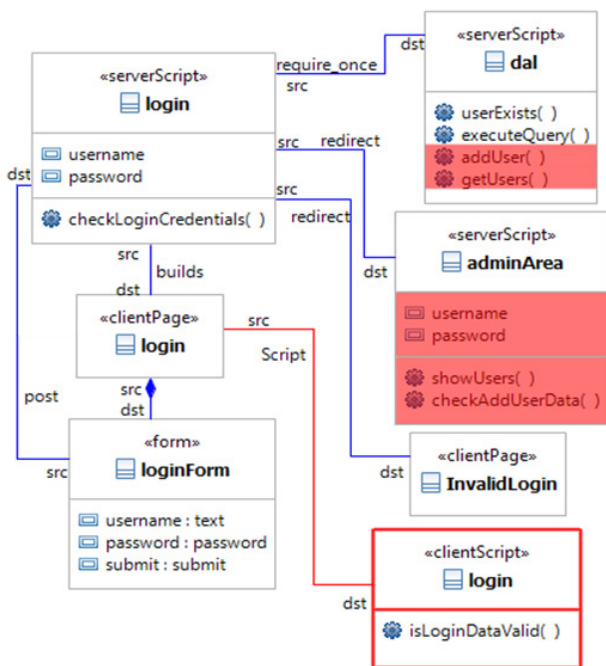 «serverScript»
login
username
password
checkLoginCredentials( )
require_once
src
dst
«serverScript»
dal
userExists( )
executeQuery( )
addUser( )
getUsers( )
src
redirect
dst
«serverScript»
adminArea
username
password
showUsers( )
checkAddUserData( )
src
redirect
dst
«clientPage»
InvalidLogin
dst
post
src
src
builds
dst
«clientPage»
login
src
dst
«form»
loginForm
username : text
password : password
submit : submit
src
Script
dst
«clientScript»
login
isLoginDataValid( )